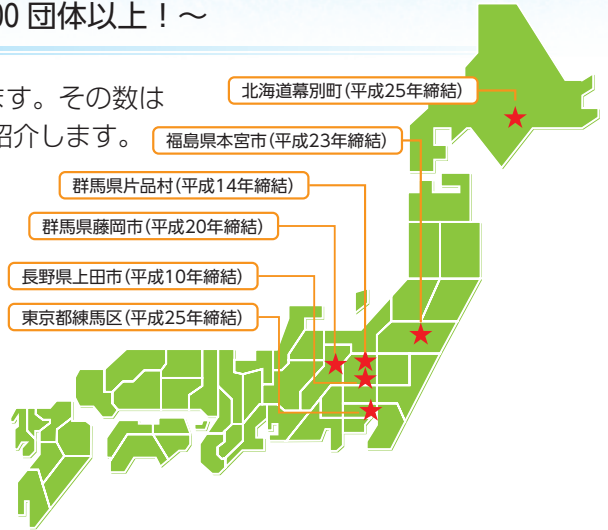 00 団体以上！～
ます。その数は
紹介します。
北海道幕別町(平成25年締結)
福島県本宮市(平成23年締結)
群馬県片品村(平成14年締結)
群馬県藤岡市(平成20年締結)
長野県上田市(平成10年締結)
東京都練馬区(平成25年締結)